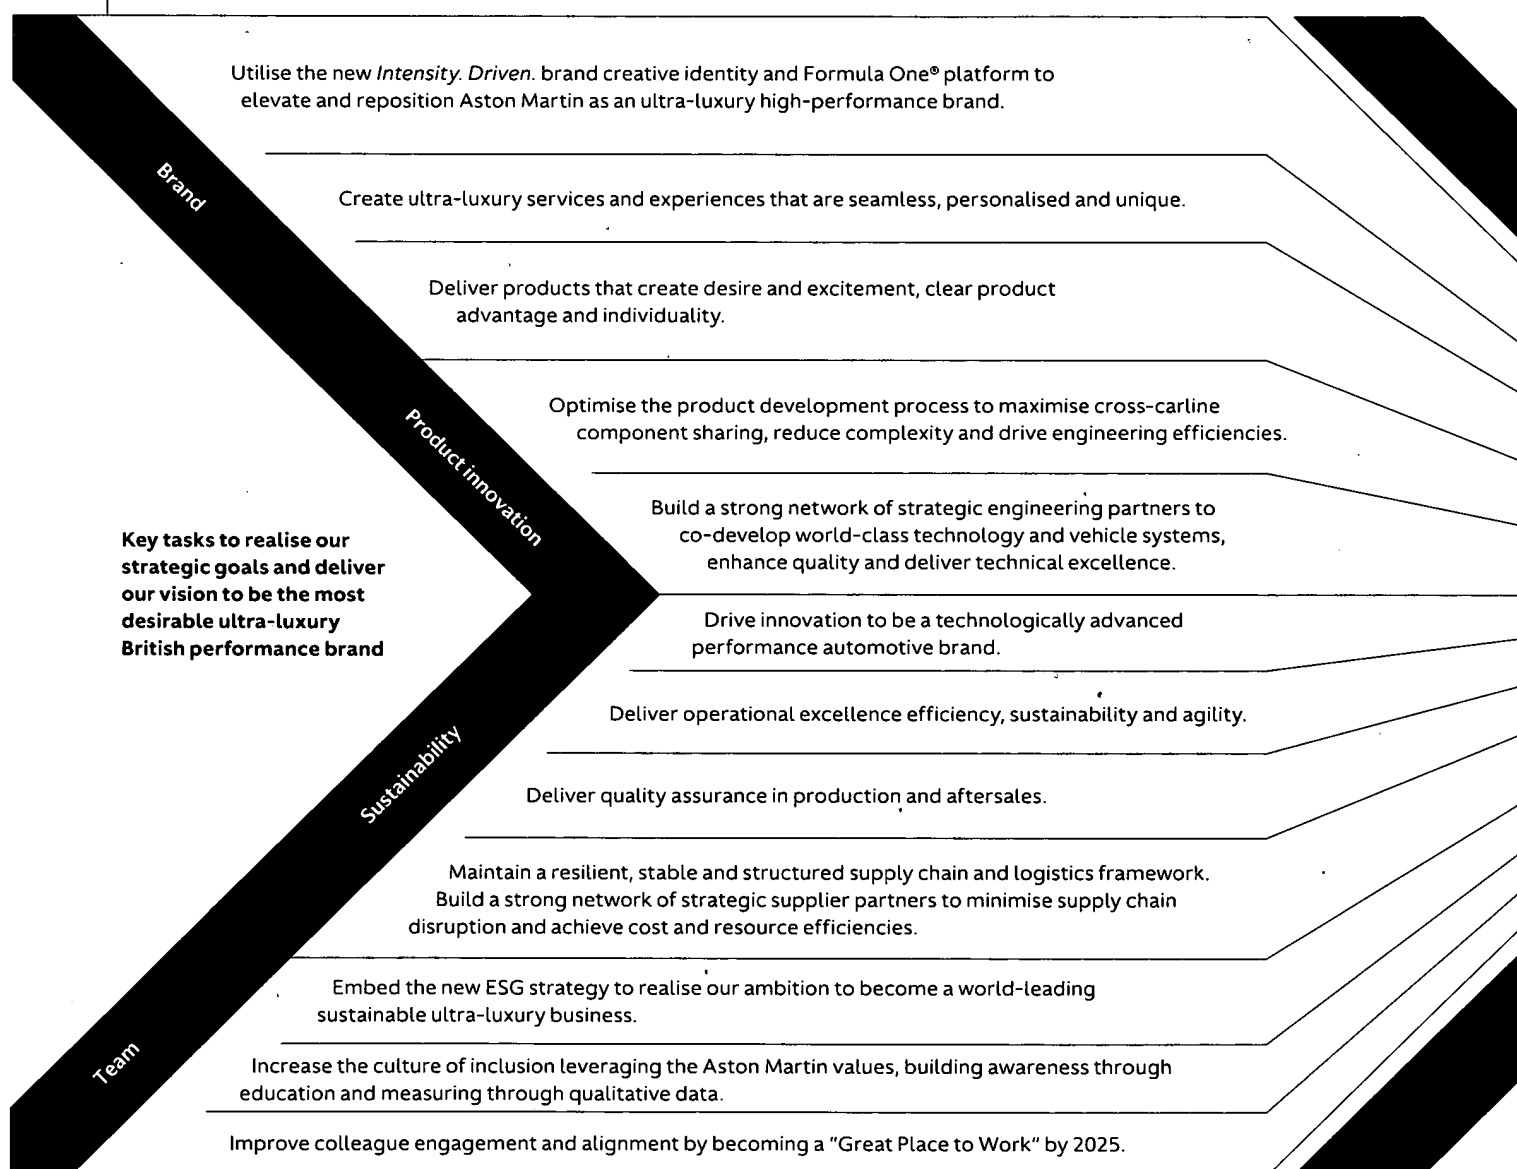 Utilise the new Intensity. Driven. brand creative identity and Formula One® platform to
elevate and reposition Aston Martin as an ultra-luxury high-performance brand.
Brand
Create ultra-luxury services and experiences that are seamless, personalised and unique.
Deliver products that create desire and excitement, clear product
advantage and individuality.
Product innovation
Optimise the product development process to maximise cross-carline
component sharing, reduce complexity and drive engineering efficiencies.
Build a strong network of strategic engineering partners to
co-develop world-class technology and vehicle systems,
enhance quality and deliver technical excellence.
Key tasks to realise our
strategic goals and deliver
our vision to be the most
desirable ultra-luxury
British performance brand
Drive innovation to be a technologically advanced
performance automotive brand.
Deliver operational excellence efficiency, sustainability and agility.
Sustainability
Deliver quality assurance in production and aftersales.
Maintain a resilient, stable and structured supply chain and logistics framework.
Build a strong network of strategic supplier partners to minimise supply chain
disruption and achieve cost and resource efficiencies.
Embed the new ESG strategy to realise our ambition to become a world-leading
sustainable ultra-luxury business.
Team
Increase the culture of inclusion leveraging the Aston Martin values, building awareness through
education and measuring through qualitative data.
Improve colleague engagement and alignment by becoming a "Great Place to Work" by 2025.